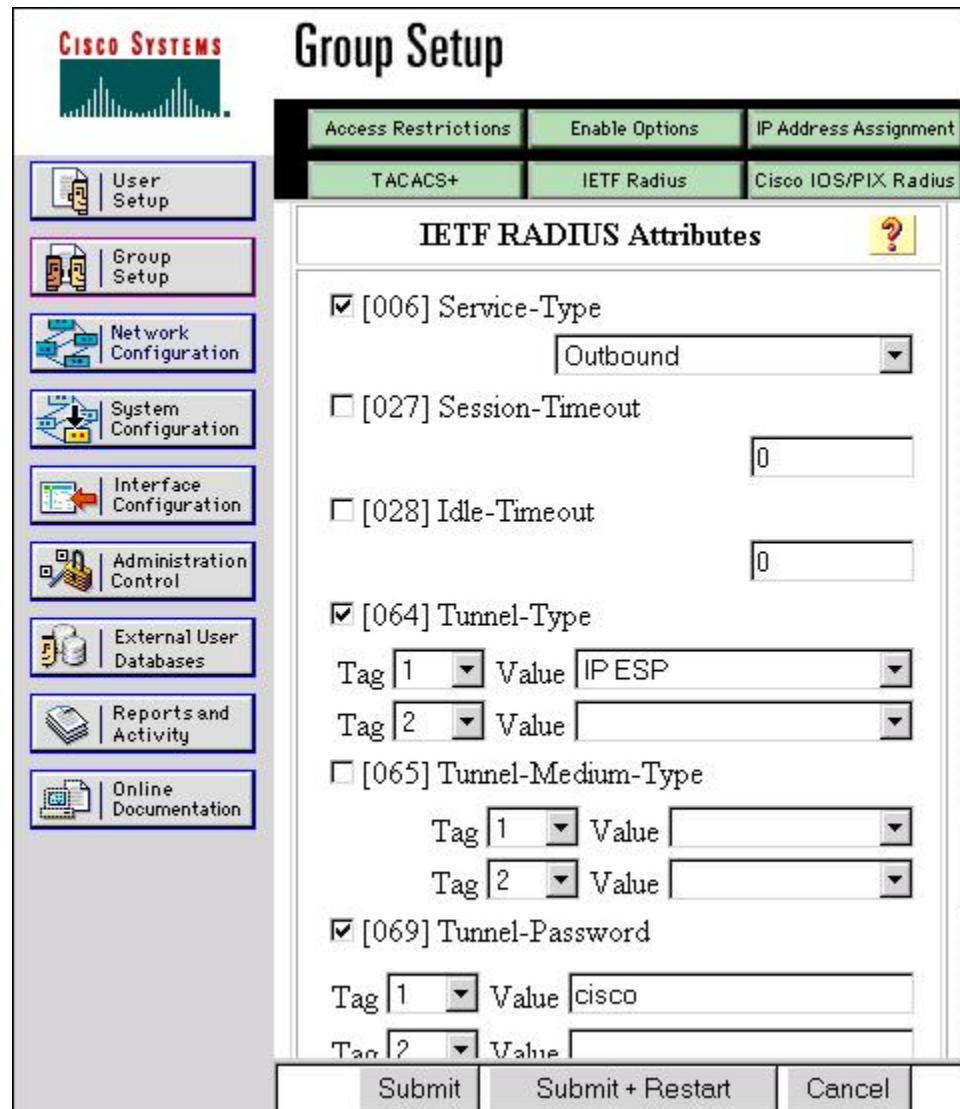 CISCO SYSTEMS
Group Setup
Access Restrictions
Enable Options
IP Address Assignment
TACACS+
IETF Radius
Cisco IOS/PIX Radius
User
Setup
Group
Setup
Network
Configuration
System
Configuration
Interface
Configuration
Administration
Control
External User
Databases
Reports and
Activity
Online
Documentation
IETF RADIUS Attributes ?
[006] Service-Type
Outbound
[027] Session-Timeout
0
[028] Idle-Timeout
0
[064] Tunnel-Type
Tag 1 Value IP ESP
Tag 2 Value
[065] Tunnel-Medium-Type
Tag 1 Value
Tag 2 Value
[069] Tunnel-Password
Tag 1 Value cisco
Tag 2 Value
Submit
Submit + Restart
Cancel